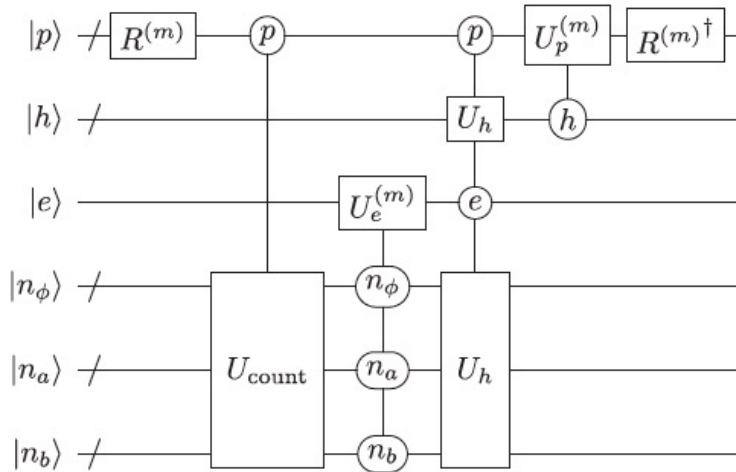 |p⟩ R^(m) p p U_p^(m) R^(m)†
|h⟩ U_h h
|e⟩ U_e^(m) e
|n_ϕ⟩ n_ϕ
|n_a⟩ U_count n_a U_h
|n_b⟩ n_b